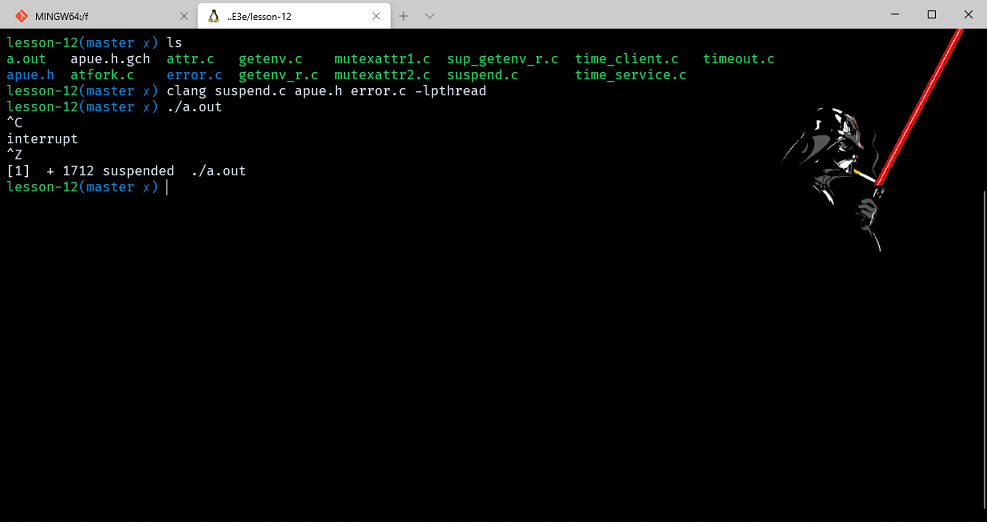 MINGW64:/f
..E3e/lesson-12
lesson-12(master x) ls
a.out apue.h.gch attr.c getenv.c mutexattr1.c sup_getenv_r.c time_client.c timeout.c
apue.h atfork.c error.c getenv_r.c mutexattr2.c suspend.c time_service.c
lesson-12(master x) clang suspend.c apue.h error.c -lpthread
lesson-12(master x) ./a.out
^C
interrupt
^Z
[1]  + 1712 suspended  ./a.out
lesson-12(master x)